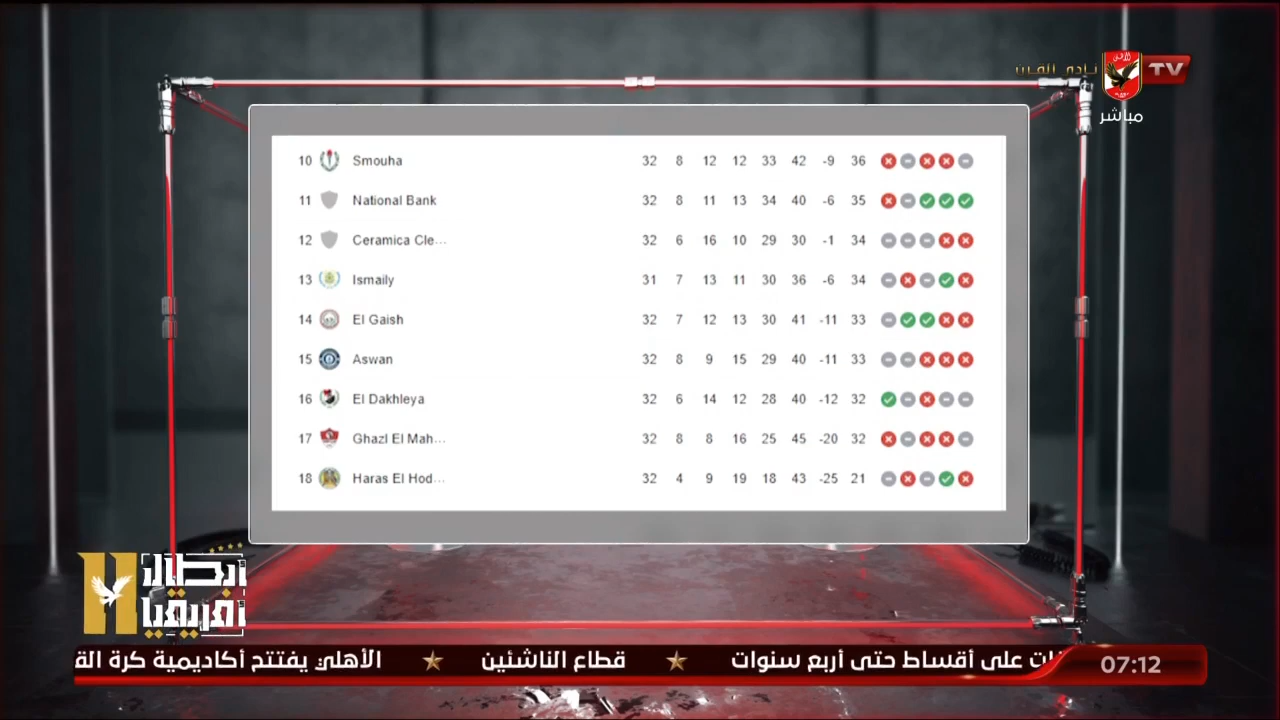 نادي القرن
TV
مباشر
10 Smouha 32 8 12 12 33 42 -9 36
11 National Bank 32 8 11 13 34 40 -6 35
12 Ceramica Cle... 32 6 16 10 29 30 -1 34
13 Ismaily 31 7 13 11 30 36 -6 34
14 El Gaish 32 7 12 13 30 41 -11 33
15 Aswan 32 8 9 15 29 40 -11 33
16 El Dakhleya 32 6 14 12 28 40 -12 32
17 Ghazl El Mah... 32 8 8 16 25 45 -20 32
18 Haras El Hod... 32 4 9 19 18 43 -25 21
11 أبطال
أفريقيا
على أقساط حتى أربع سنوات ★ قطاع الناشئين ★ الأهلي يفتتح أكاديمية كرة
07:12